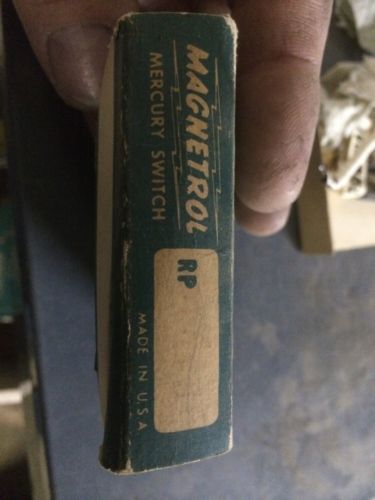 MAGNETROL
MERCURY SWITCH
RP
MADE IN U.S.A